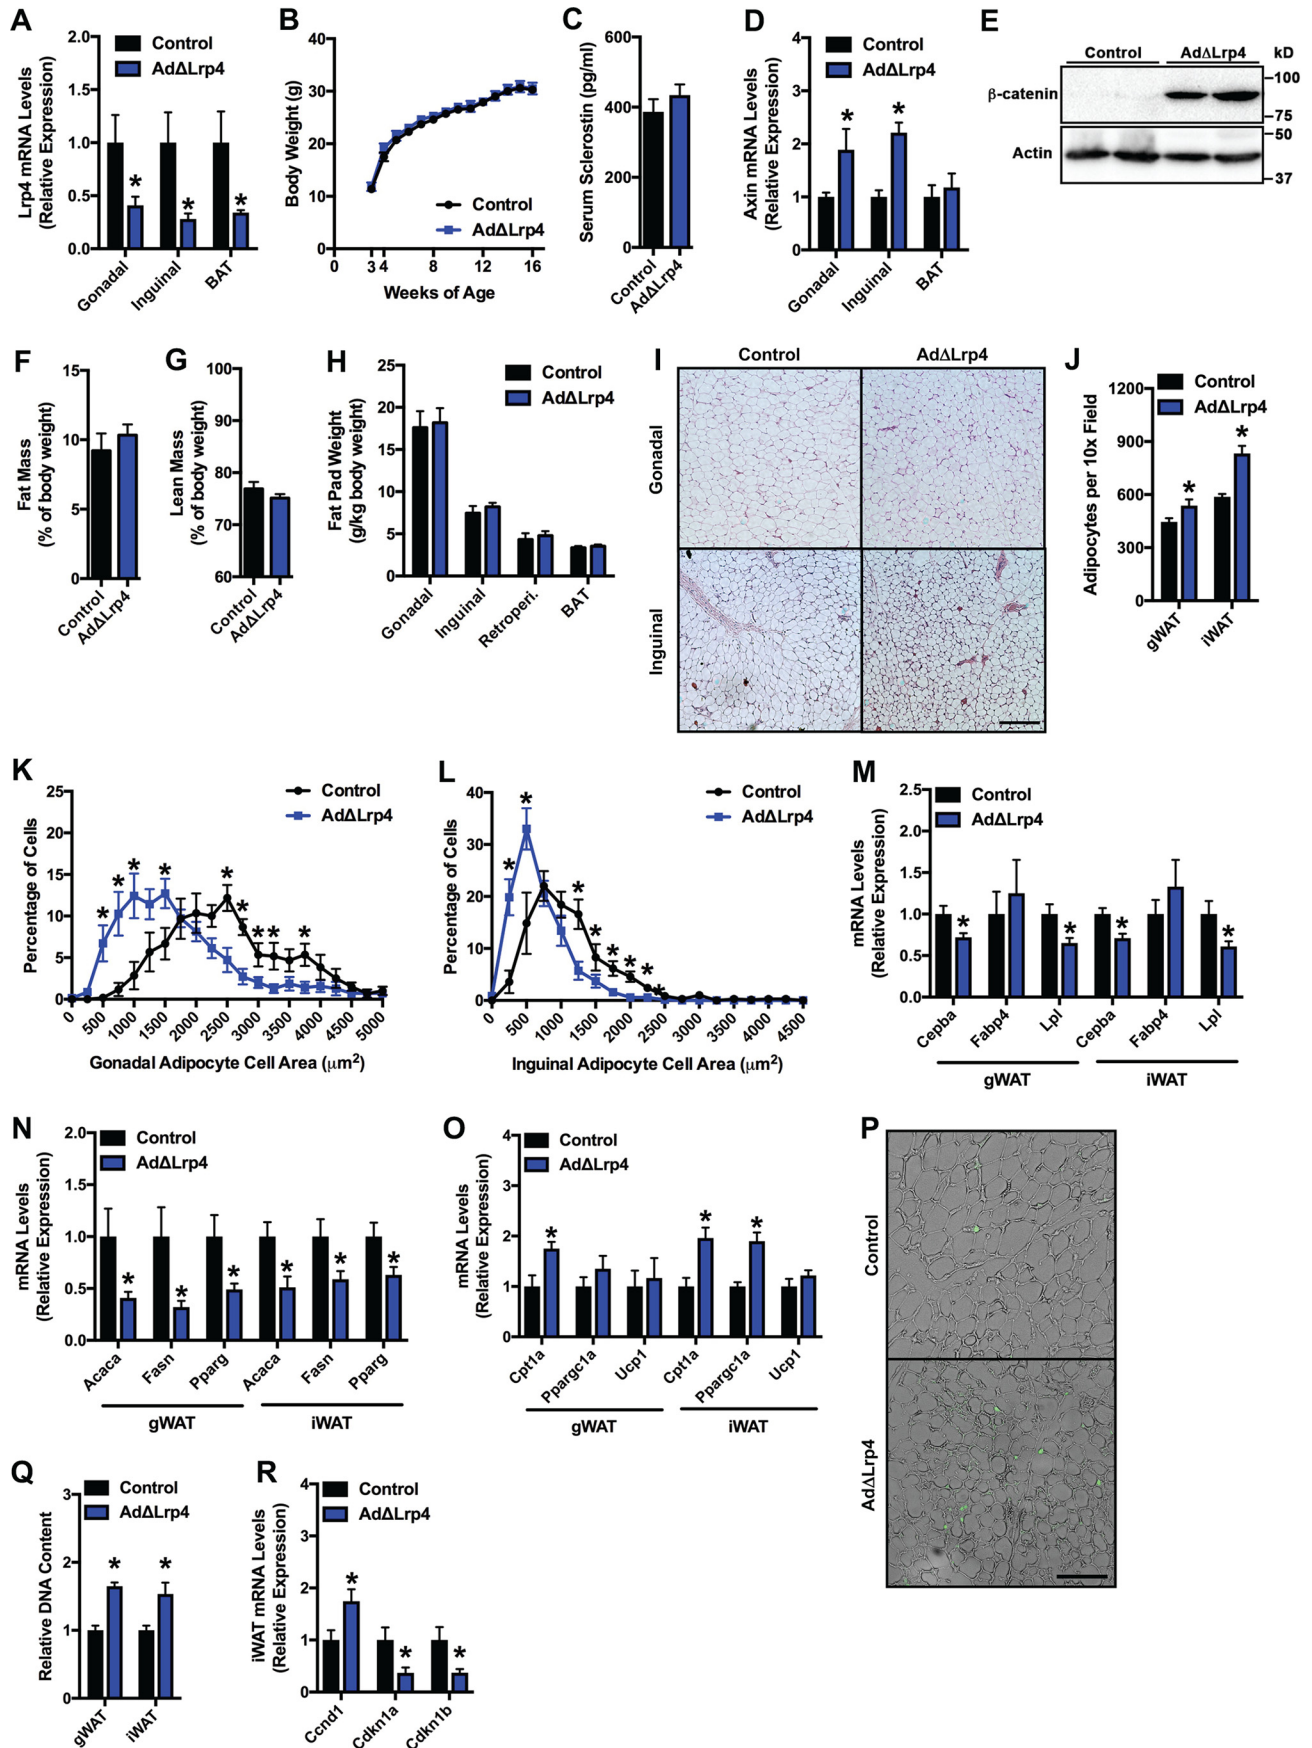 A
Lrp4 mRNA Levels
(Relative Expression)
2.0
1.5
1.0
0.5
0.0
Control
AdΔLrp4
*
*
*
Gonadal
Inguinal
BAT
B
Body Weight (g)
40
30
20
10
0
Control
AdΔLrp4
0 3 4 8 12 16
Weeks of Age
C
Serum Sclerostin (pg/ml)
600
400
200
0
Control
AdΔLrp4
D
Axin mRNA Levels
(Relative Expression)
4
3
2
1
0
Control
AdΔLrp4
*
*
Gonadal
Inguinal
BAT
E
Control AdΔLrp4 kD
β-catenin
Actin
100
75
50
37
F
Fat Mass
(% of body weight)
15
10
5
0
Control
AdΔLrp4
G
Lean Mass
(% of body weight)
100
90
80
70
60
Control
AdΔLrp4
H
Fat Pad Weight
(g/kg body weight)
25
20
15
10
5
0
Control
AdΔLrp4
Gonadal
Inguinal
Retroperi.
BAT
I
Control AdΔLrp4
Gonadal
Inguinal
J
Adipocytes per 10x Field
1200
900
600
300
0
Control
AdΔLrp4
*
*
gWAT
iWAT
K
Percentage of Cells
25
20
15
10
5
0
Control
AdΔLrp4
* * * * * * * * *
0 500 1000 1500 2000 2500 3000 3500 4000 4500 5000
Gonadal Adipocyte Cell Area (μm²)
L
Percentage of Cells
40
30
20
10
0
Control
AdΔLrp4
* * * * * * * *
0 500 1000 1500 2000 2500 3000 3500 4000 4500
Inguinal Adipocyte Cell Area (μm²)
M
mRNA Levels
(Relative Expression)
2.5
2.0
1.5
1.0
0.5
0.0
Control
AdΔLrp4
* * * *
Cepba Fabp4 Lpl Cepba Fabp4 Lpl
gWAT iWAT
N
mRNA Levels
(Relative Expression)
2.0
1.5
1.0
0.5
0.0
Control
AdΔLrp4
* * * * * *
Acaca Fasn Pparg Acaca Fasn Pparg
gWAT iWAT
O
mRNA Levels
(Relative Expression)
4
3
2
1
0
Control
AdΔLrp4
* * *
Cpt1a Ppargc1a Ucp1 Cpt1a Ppargc1a Ucp1
gWAT iWAT
P
Control
AdΔLrp4
Q
Relative DNA Content
3
2
1
0
Control
AdΔLrp4
* *
gWAT
iWAT
R
iWAT mRNA Levels
(Relative Expression)
4
3
2
1
0
Control
AdΔLrp4
* * *
Ccnd1
Cdkn1a
Cdkn1b